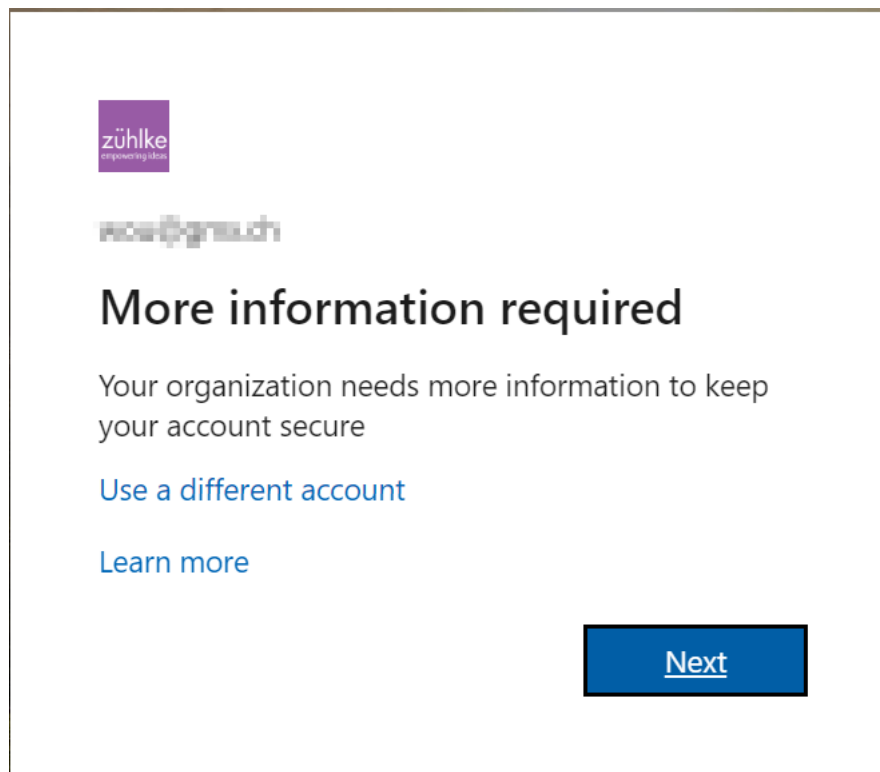 zühlke
empowering ideas
More information required
Your organization needs more information to keep
your account secure
Use a different account
Learn more
Next